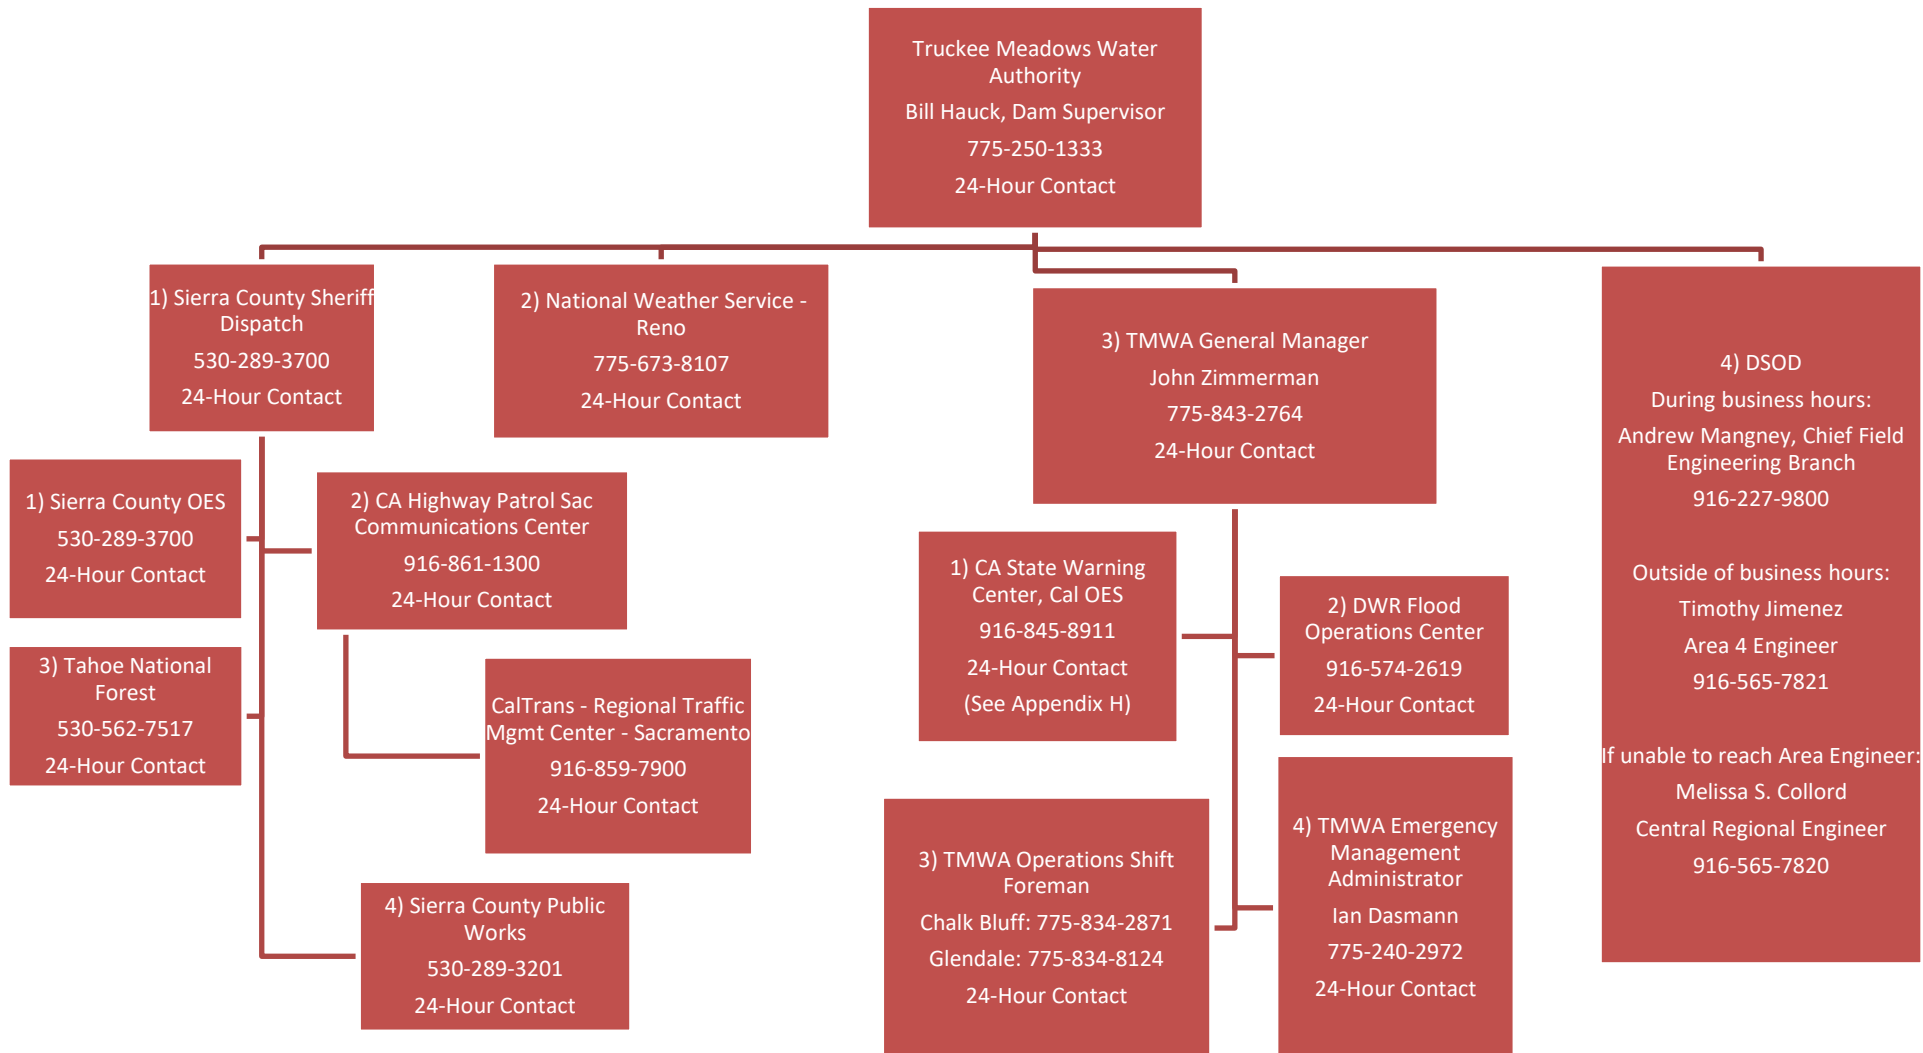 Truckee Meadows Water
Authority
Bill Hauck, Dam Supervisor
775-250-1333
24-Hour Contact
1) Sierra County Sheriff
Dispatch
530-289-3700
24-Hour Contact
2) National Weather Service -
Reno
775-673-8107
24-Hour Contact
3) TMWA General Manager
John Zimmerman
775-843-2764
24-Hour Contact
4) DSOD
During business hours:
Andrew Mangney, Chief Field
Engineering Branch
916-227-9800
Outside of business hours:
Timothy Jimenez
Area 4 Engineer
916-565-7821
If unable to reach Area Engineer:
Melissa S. Collord
Central Regional Engineer
916-565-7820
1) Sierra County OES
530-289-3700
24-Hour Contact
2) CA Highway Patrol Sac
Communications Center
916-861-1300
24-Hour Contact
3) Tahoe National
Forest
530-562-7517
24-Hour Contact
CalTrans - Regional Traffic
Mgmt Center - Sacramento
916-859-7900
24-Hour Contact
4) Sierra County Public
Works
530-289-3201
24-Hour Contact
1) CA State Warning
Center, Cal OES
916-845-8911
24-Hour Contact
(See Appendix H)
2) DWR Flood
Operations Center
916-574-2619
24-Hour Contact
3) TMWA Operations Shift
Foreman
Chalk Bluff: 775-834-2871
Glendale: 775-834-8124
24-Hour Contact
4) TMWA Emergency
Management
Administrator
Ian Dasmann
775-240-2972
24-Hour Contact